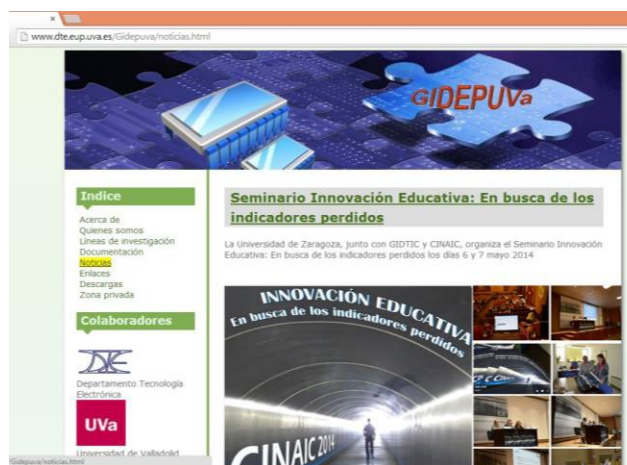 www.dte.eup.uva.es/Gidepuva/noticias.html
GIDEPUVa
Indice
Acerca de
Quienes somos
Líneas de investigación
Documentación
Noticias
Enlaces
Descargas
Zona privada
Colaboradores
DTE
Departamento Tecnología
Electrónica
UVa
Universidad de Valladolid
Seminario Innovación Educativa: En busca de los
indicadores perdidos
La Universidad de Zaragoza, junto con GIDTIC y CINAIC, organiza el Seminario Innovación
Educativa: En busca de los indicadores perdidos los días 6 y 7 mayo 2014
INNOVACIÓN EDUCATIVA
En busca de los indicadores perdidos
CINAIC 2014
/Gidepuva/noticias.html